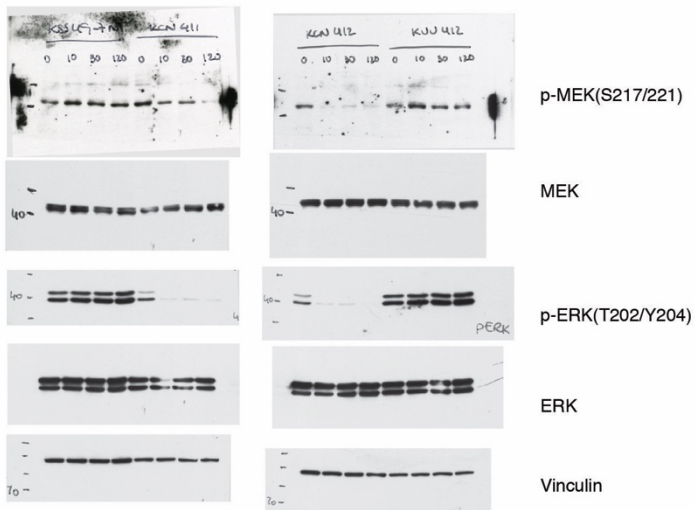 KCN 411
0 10 30 120 0 10 30 120
KCN 412 KUU 412
0 10 30 120 0 10 30 120
p-MEK(S217/221)
40 40
MEK
40 40
pERK
p-ERK(T202/Y204)
ERK
70 70
Vinculin